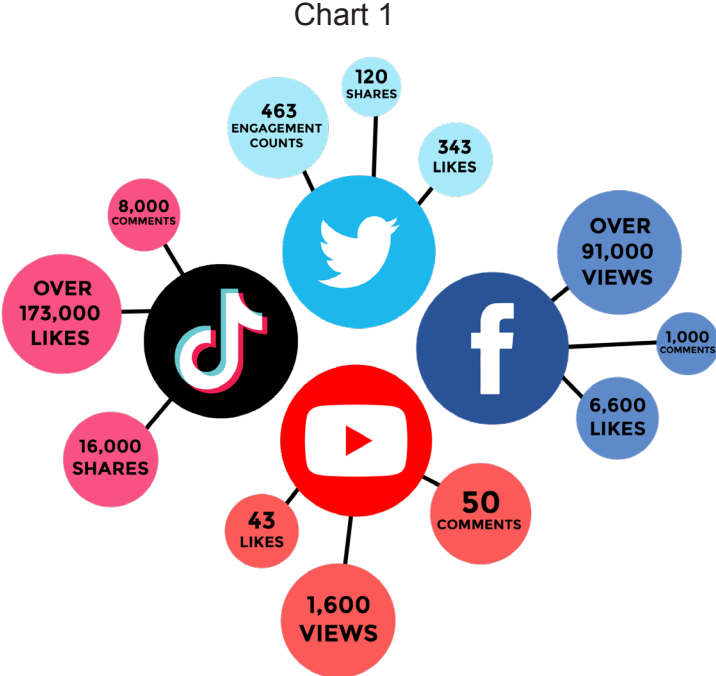 Chart 1
463
ENGAGEMENT
COUNTS
120
SHARES
343
LIKES
8,000
COMMENTS
OVER
173,000
LIKES
16,000
SHARES
OVER
91,000
VIEWS
1,000
COMMENTS
6,600
LIKES
43
LIKES
1,600
VIEWS
50
COMMENTS